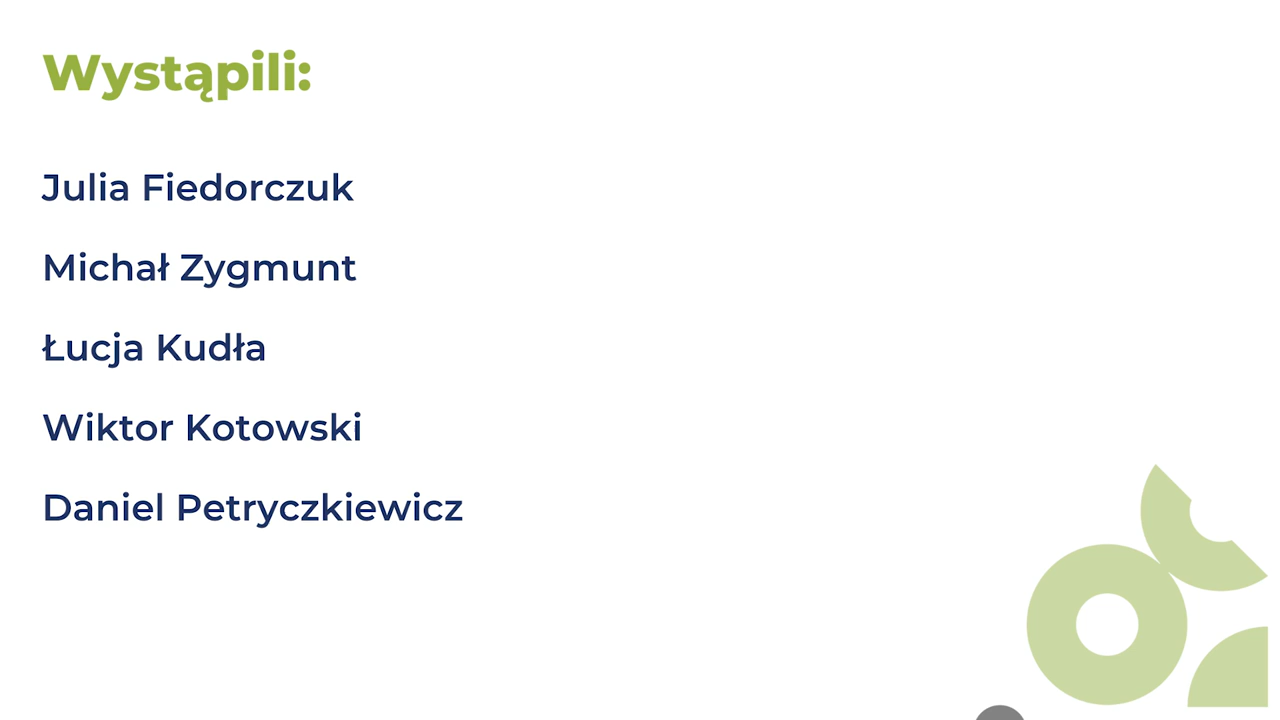 Wystąpili:
Julia Fiedorczuk
Michał Zygmunt
Łucja Kudła
Wiktor Kotowski
Daniel Petryczkiewicz